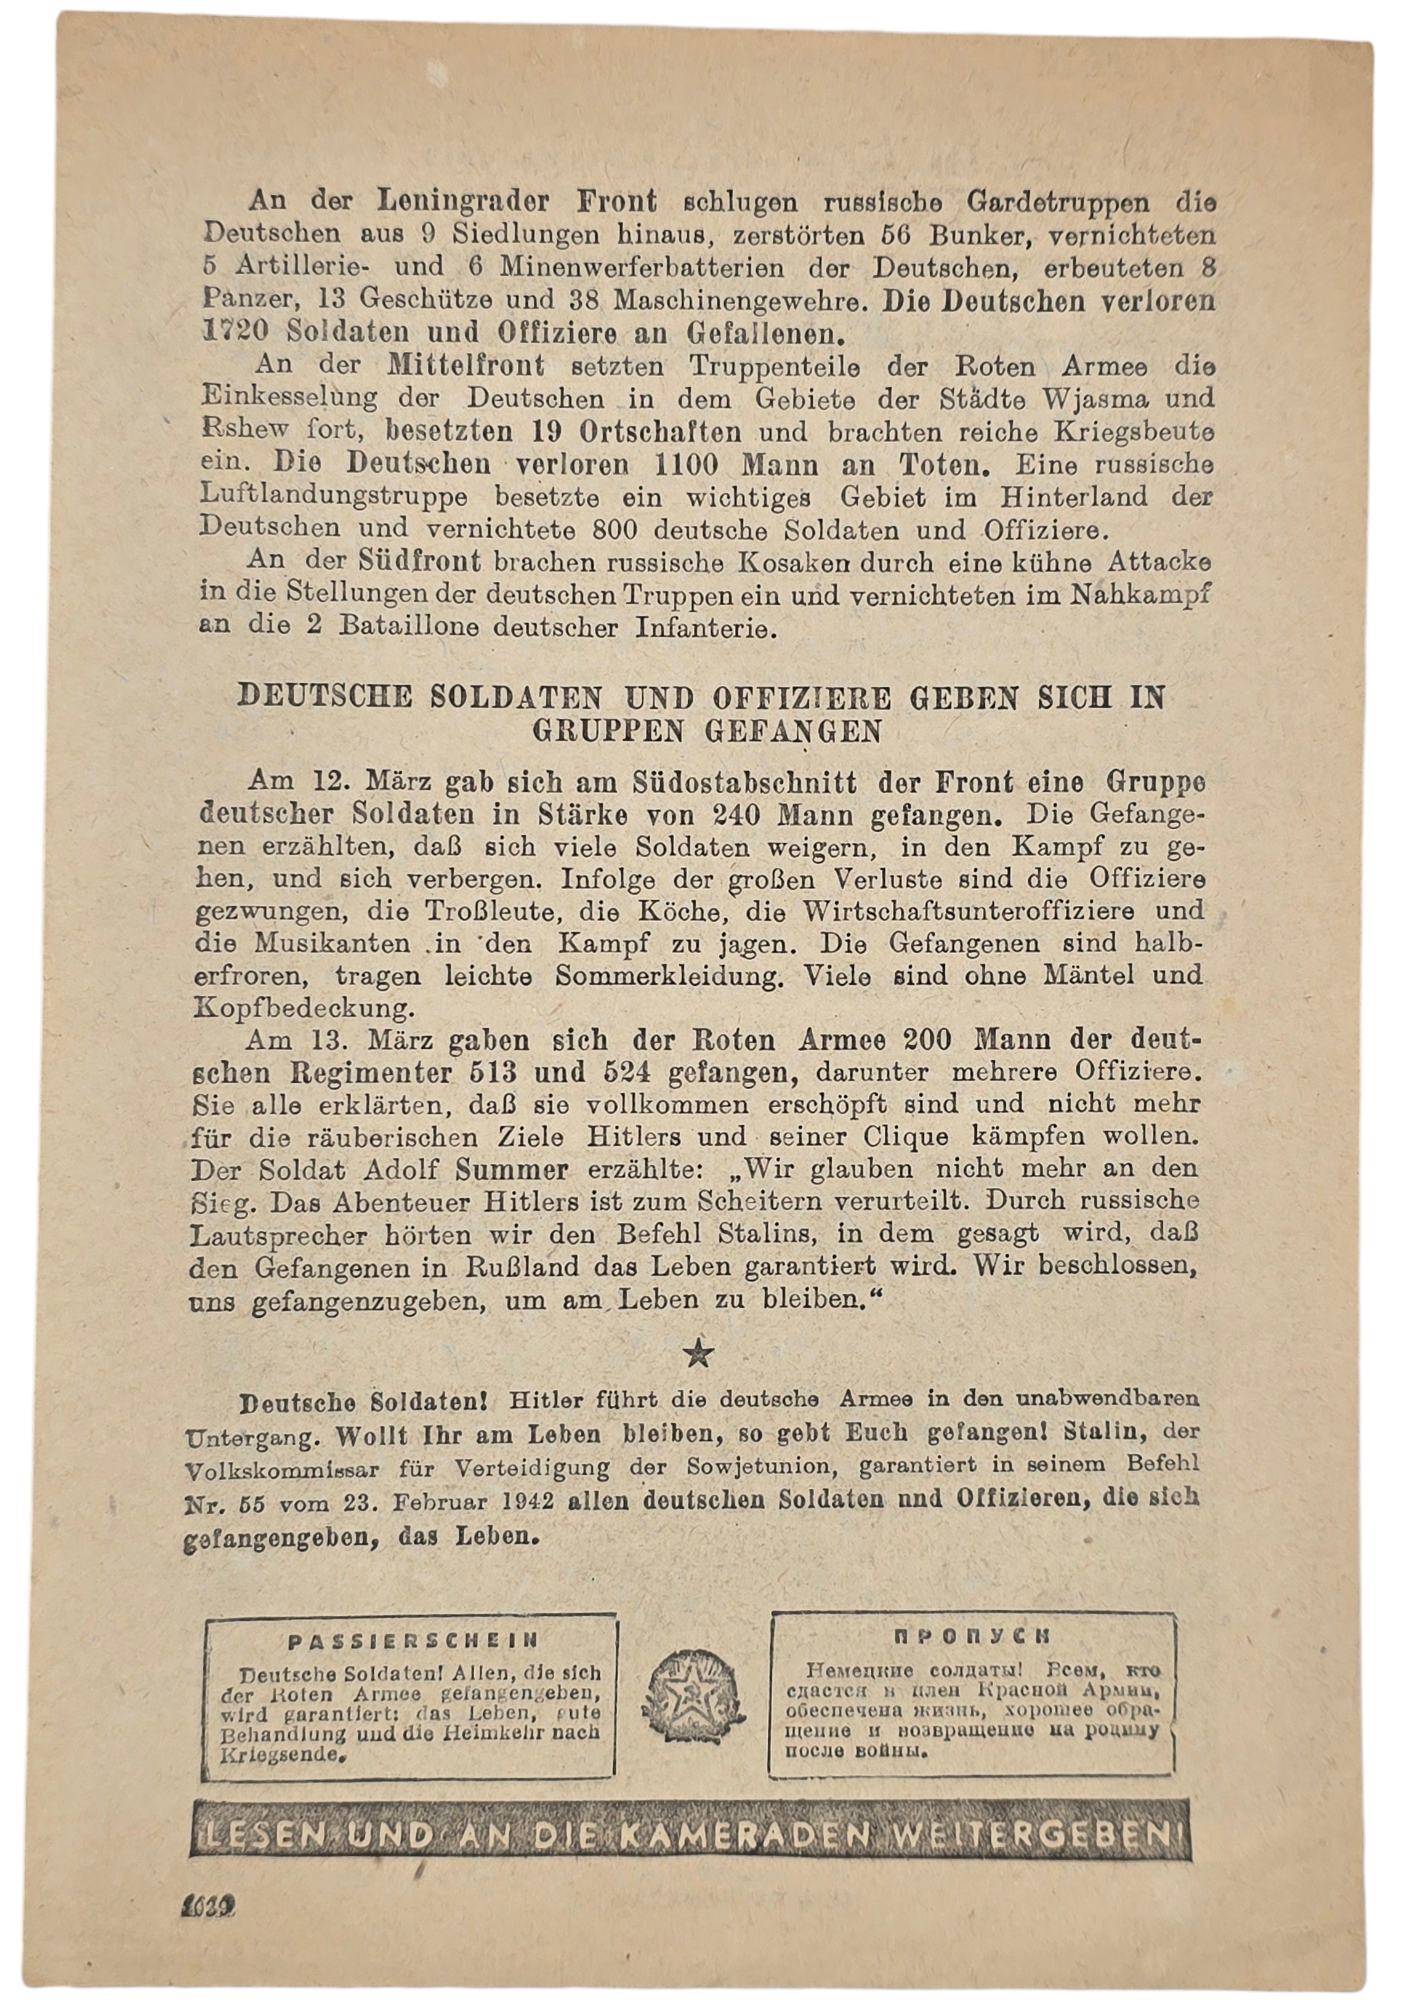 An der Leningrader Front schlugen russische Gardetruppen die
Deutschen aus 9 Siedlungen hinaus, zerstörten 56 Bunker, vernichteten
5 Artillerie- und 6 Minenwerferbatterien der Deutschen, erbeuteten 8
Panzer, 13 Geschütze und 38 Maschinengewehre. Die Deutschen verloren
1720 Soldaten und Offiziere an Gefallenen.
An der Mittelfront setzten Truppenteile der Roten Armee die
Einkesselung der Deutschen in dem Gebiete der Städte Wjasma und
Rshew fort, besetzten 19 Ortschaften und brachten reiche Kriegsbeute
ein. Die Deutschen verloren 1100 Mann an Toten. Eine russische
Luftlandungstruppe besetzte ein wichtiges Gebiet im Hinterland der
Deutschen und vernichtete 800 deutsche Soldaten und Offiziere.
An der Südfront brachen russische Kosaken durch eine kühne Attacke
in die Stellungen der deutschen Truppen ein und vernichteten im Nahkampf
an die 2 Bataillone deutscher Infanterie.
DEUTSCHE SOLDATEN UND OFFIZIERE GEBEN SICH IN
GRUPPEN GEFANGEN
Am 12. März gab sich am Südostabschnitt der Front eine Gruppe
deutscher Soldaten in Stärke von 240 Mann gefangen. Die Gefange-
nen erzählten, daß sich viele Soldaten weigern, in den Kampf zu ge-
hen, und sich verbergen. Infolge der großen Verluste sind die Offiziere
gezwungen, die Troßleute, die Köche, die Wirtschaftsunteroffiziere und
die Musikanten in den Kampf zu jagen. Die Gefangenen sind halb-
erfroren, tragen leichte Sommerkleidung. Viele sind ohne Mäntel und
Kopfbedeckung.
Am 13. März gaben sich der Roten Armee 200 Mann der deut-
schen Regimenter 513 und 524 gefangen, darunter mehrere Offiziere.
Sie alle erklärten, daß sie vollkommen erschöpft sind und nicht mehr
für die räuberischen Ziele Hitlers und seiner Clique kämpfen wollen.
Der Soldat Adolf Summer erzählte: „Wir glauben nicht mehr an den
Sieg. Das Abenteuer Hitlers ist zum Scheitern verurteilt. Durch russische
Lautsprecher hörten wir den Befehl Stalins, in dem gesagt wird, daß
den Gefangenen in Rußland das Leben garantiert wird. Wir beschlossen,
uns gefangenzugeben, um am Leben zu bleiben.“
Deutsche Soldaten! Hitler führt die deutsche Armee in den unabwendbaren
Untergang. Wollt Ihr am Leben bleiben, so gebt Euch gefangen! Stalin, der
Volkskommissar für Verteidigung der Sowjetunion, garantiert in seinem Befehl
Nr. 55 vom 23. Februar 1942 allen deutschen Soldaten nnd Offizieren, die sich
gefangengeben, das Leben.
PASSIERSCHEIN
Deutsche Soldaten! Allen, die sich
der Roten Armee gefangengeben,
wird garantiert: das Leben, gute
Behandlung und die Heimkehr nach
Kriegsende.
ПРОПУСК
Немецкие солдаты! Всем, кто
сдастся в плен Красной Армии,
обеспечена жизнь, хорошее обра-
щение и возвращение на родину
после войны.
LESEN UND AN DIE KAMERADEN WEITERGEBEN!
1039